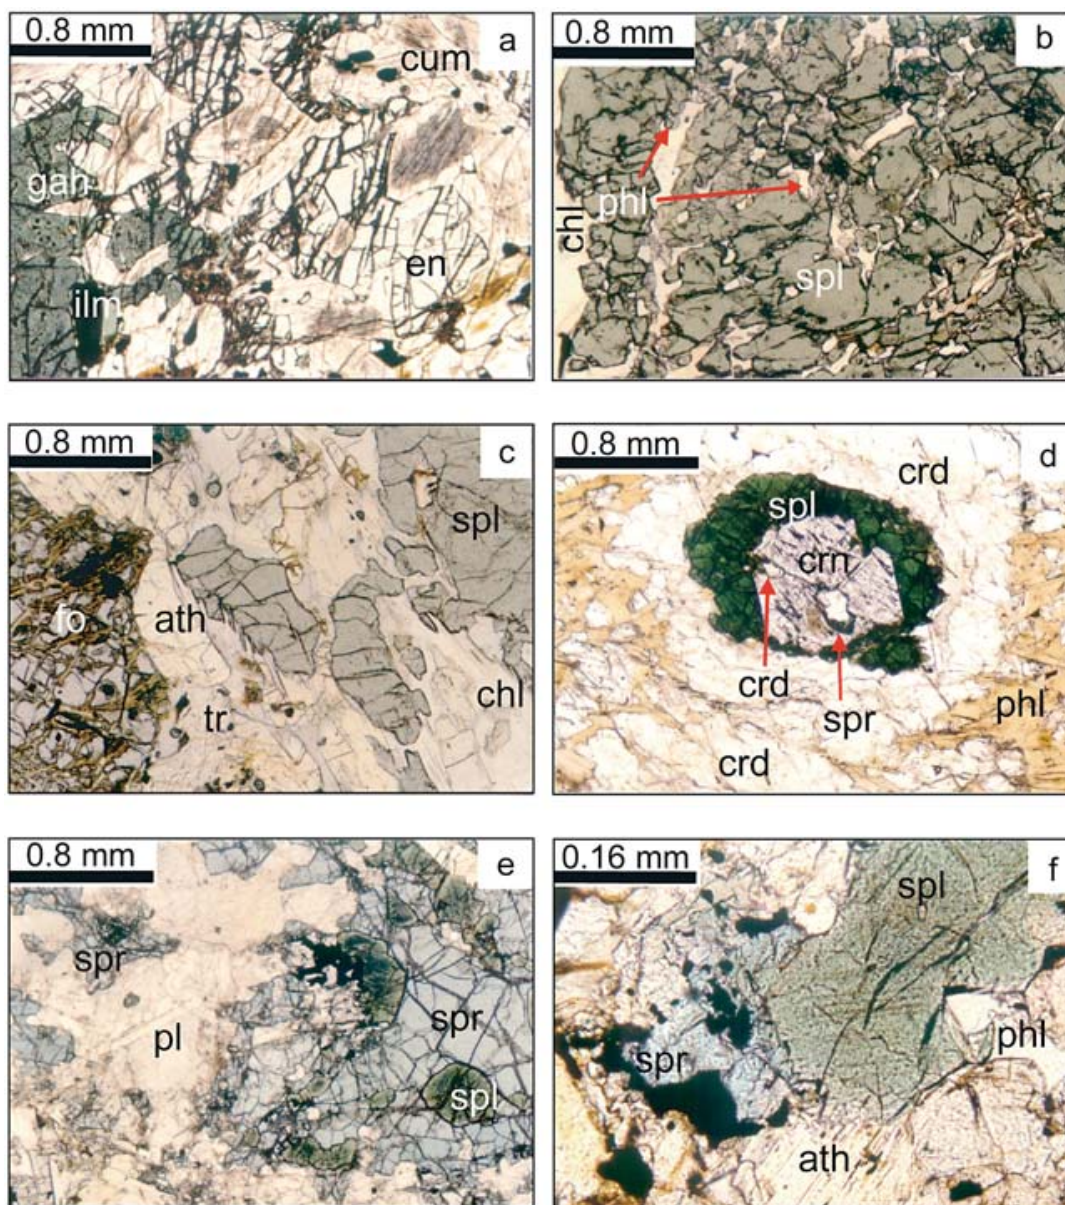 0.8 mm
a
cum
gah
en
ilm
0.8 mm
b
phl
chl
spl
0.8 mm
c
spl
fo
ath
chl
tr
0.8 mm
d
crd
spl
crn
crd
spr
phl
crd
0.8 mm
e
spr
spr
pl
spl
0.16 mm
f
spl
phl
spr
ath